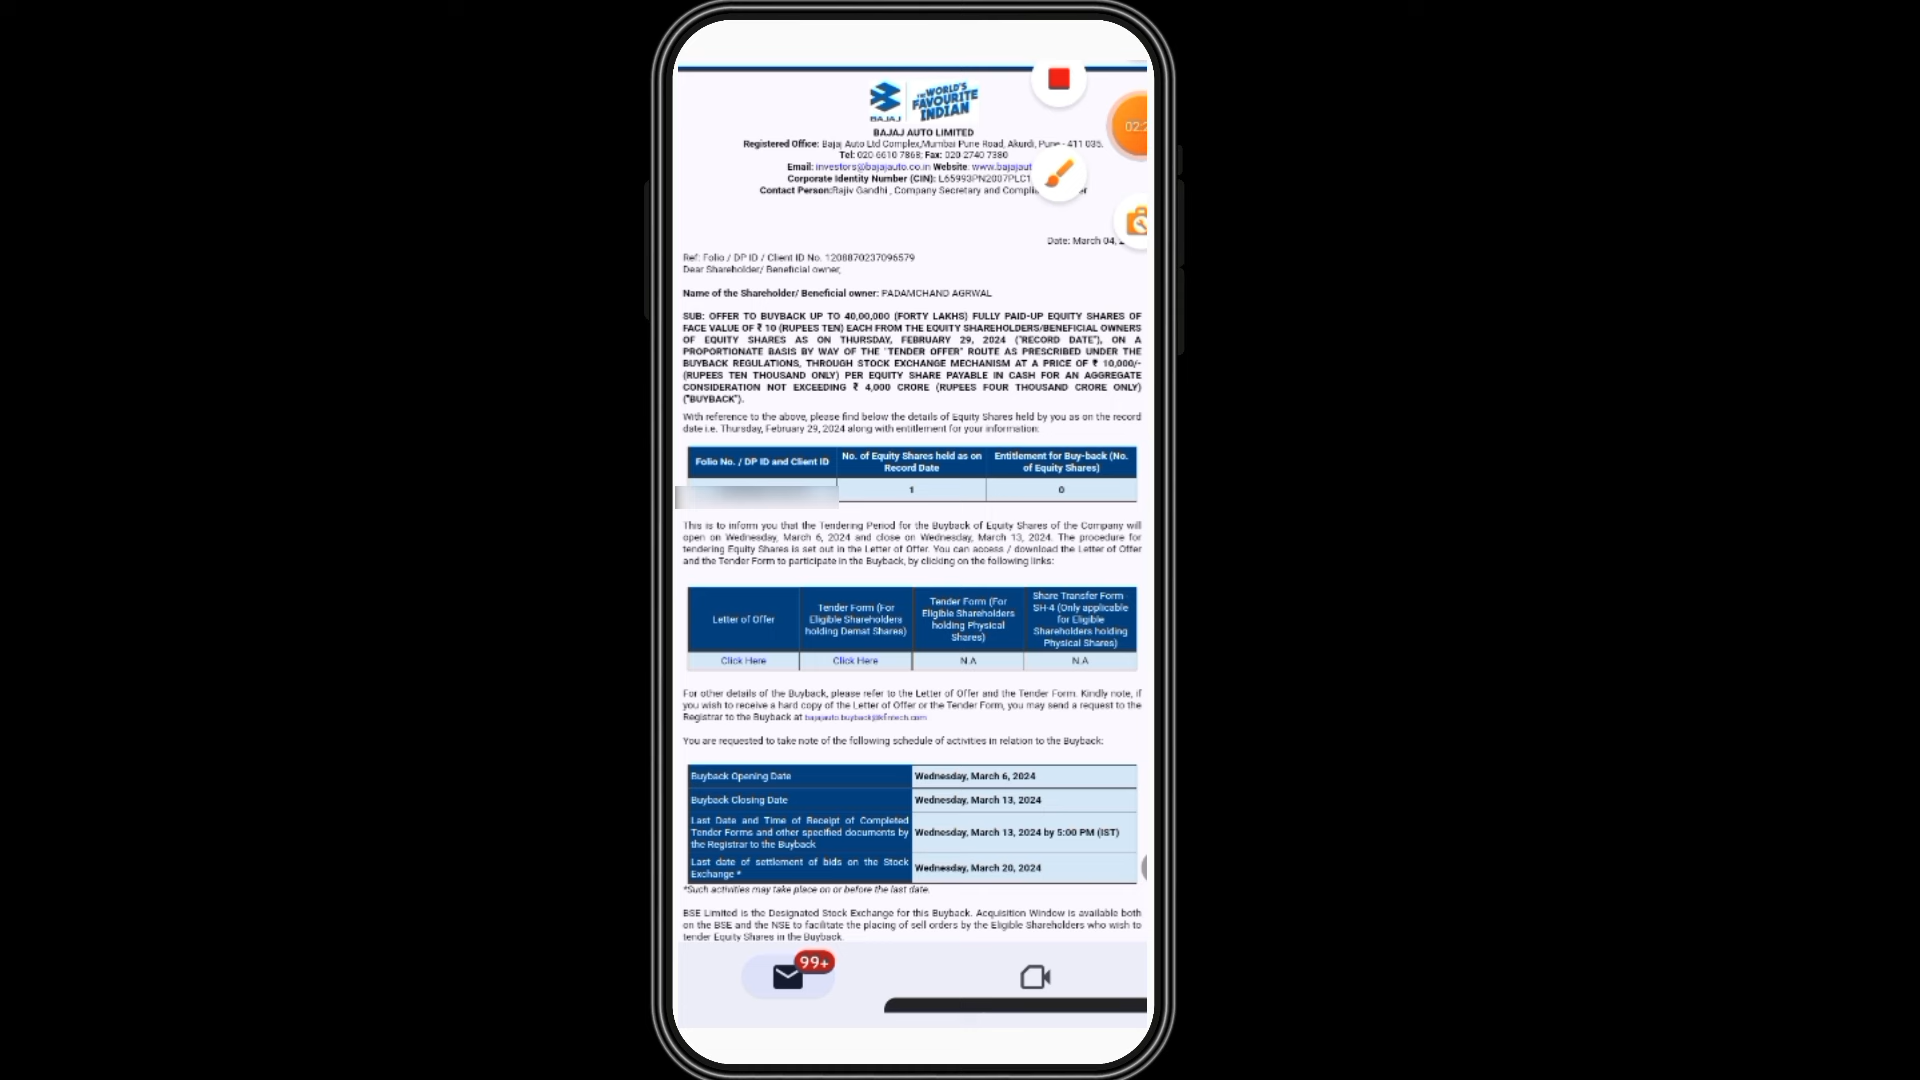 THE WORLD'S
FAVOURITE
INDIAN
BAJAJ
BAJAJ AUTO LIMITED
Registered Office: Bajaj Auto Ltd Complex,Mumbai Pune Road, Akurdi, Pune - 411 035.
Tel: 020 6610 7868; Fax: 020 2740 7380
Email: investors@bajajauto.co.in Website: www.bajajaut
Corporate Identity Number (CIN): L65993PN2007PLC1
Contact Person:Rajiv Gandhi , Company Secretary and Compli
Date: March 04,
Ref: Folio / DP ID / Client ID No. 1208870237096579
Dear Shareholder/ Beneficial owner,
Name of the Shareholder/ Beneficial owner: PADAMCHAND AGRWAL
SUB: OFFER TO BUYBACK UP TO 40,00,000 (FORTY LAKHS) FULLY PAID-UP EQUITY SHARES OF
FACE VALUE OF ₹ 10 (RUPEES TEN) EACH FROM THE EQUITY SHAREHOLDERS/BENEFICIAL OWNERS
OF EQUITY SHARES AS ON THURSDAY, FEBRUARY 29, 2024 ("RECORD DATE"), ON A
PROPORTIONATE BASIS BY WAY OF THE "TENDER OFFER" ROUTE AS PRESCRIBED UNDER THE
BUYBACK REGULATIONS, THROUGH STOCK EXCHANGE MECHANISM AT A PRICE OF ₹ 10,000/-
(RUPEES TEN THOUSAND ONLY) PER EQUITY SHARE PAYABLE IN CASH FOR AN AGGREGATE
CONSIDERATION NOT EXCEEDING ₹ 4,000 CRORE (RUPEES FOUR THOUSAND CRORE ONLY)
("BUYBACK").
With reference to the above, please find below the details of Equity Shares held by you as on the record
date i.e. Thursday, February 29, 2024 along with entitlement for your information:
Folio No. / DP ID and Client ID
No. of Equity Shares held as on
Record Date
Entitlement for Buy-back (No.
of Equity Shares)
1
0
This is to inform you that the Tendering Period for the Buyback of Equity Shares of the Company will
open on Wednesday, March 6, 2024 and close on Wednesday, March 13, 2024. The procedure for
tendering Equity Shares is set out in the Letter of Offer. You can access / download the Letter of Offer
and the Tender Form to participate in the Buyback, by clicking on the following links:
Letter of Offer
Tender Form (For
Eligible Shareholders
holding Demat Shares)
Tender Form (For
Eligible Shareholders
holding Physical
Shares)
Share Transfer Form -
SH-4 (Only applicable
for Eligible
Shareholders holding
Physical Shares)
Click Here
Click Here
N.A
N.A
For other details of the Buyback, please refer to the Letter of Offer and the Tender Form. Kindly note, if
you wish to receive a hard copy of the Letter of Offer or the Tender Form, you may send a request to the
Registrar to the Buyback at bajajauto.buyback@kfintech.com
You are requested to take note of the following schedule of activities in relation to the Buyback:
Buyback Opening Date
Wednesday, March 6, 2024
Buyback Closing Date
Wednesday, March 13, 2024
Last Date and Time of Receipt of Completed
Tender Forms and other specified documents by
the Registrar to the Buyback
Wednesday, March 13, 2024 by 5:00 PM (IST)
Last date of settlement of bids on the Stock
Exchange *
Wednesday, March 20, 2024
*Such activities may take place on or before the last date.
BSE Limited is the Designated Stock Exchange for this Buyback. Acquisition Window is available both
on the BSE and the NSE to facilitate the placing of sell orders by the Eligible Shareholders who wish to
tender Equity Shares in the Buyback.
99+